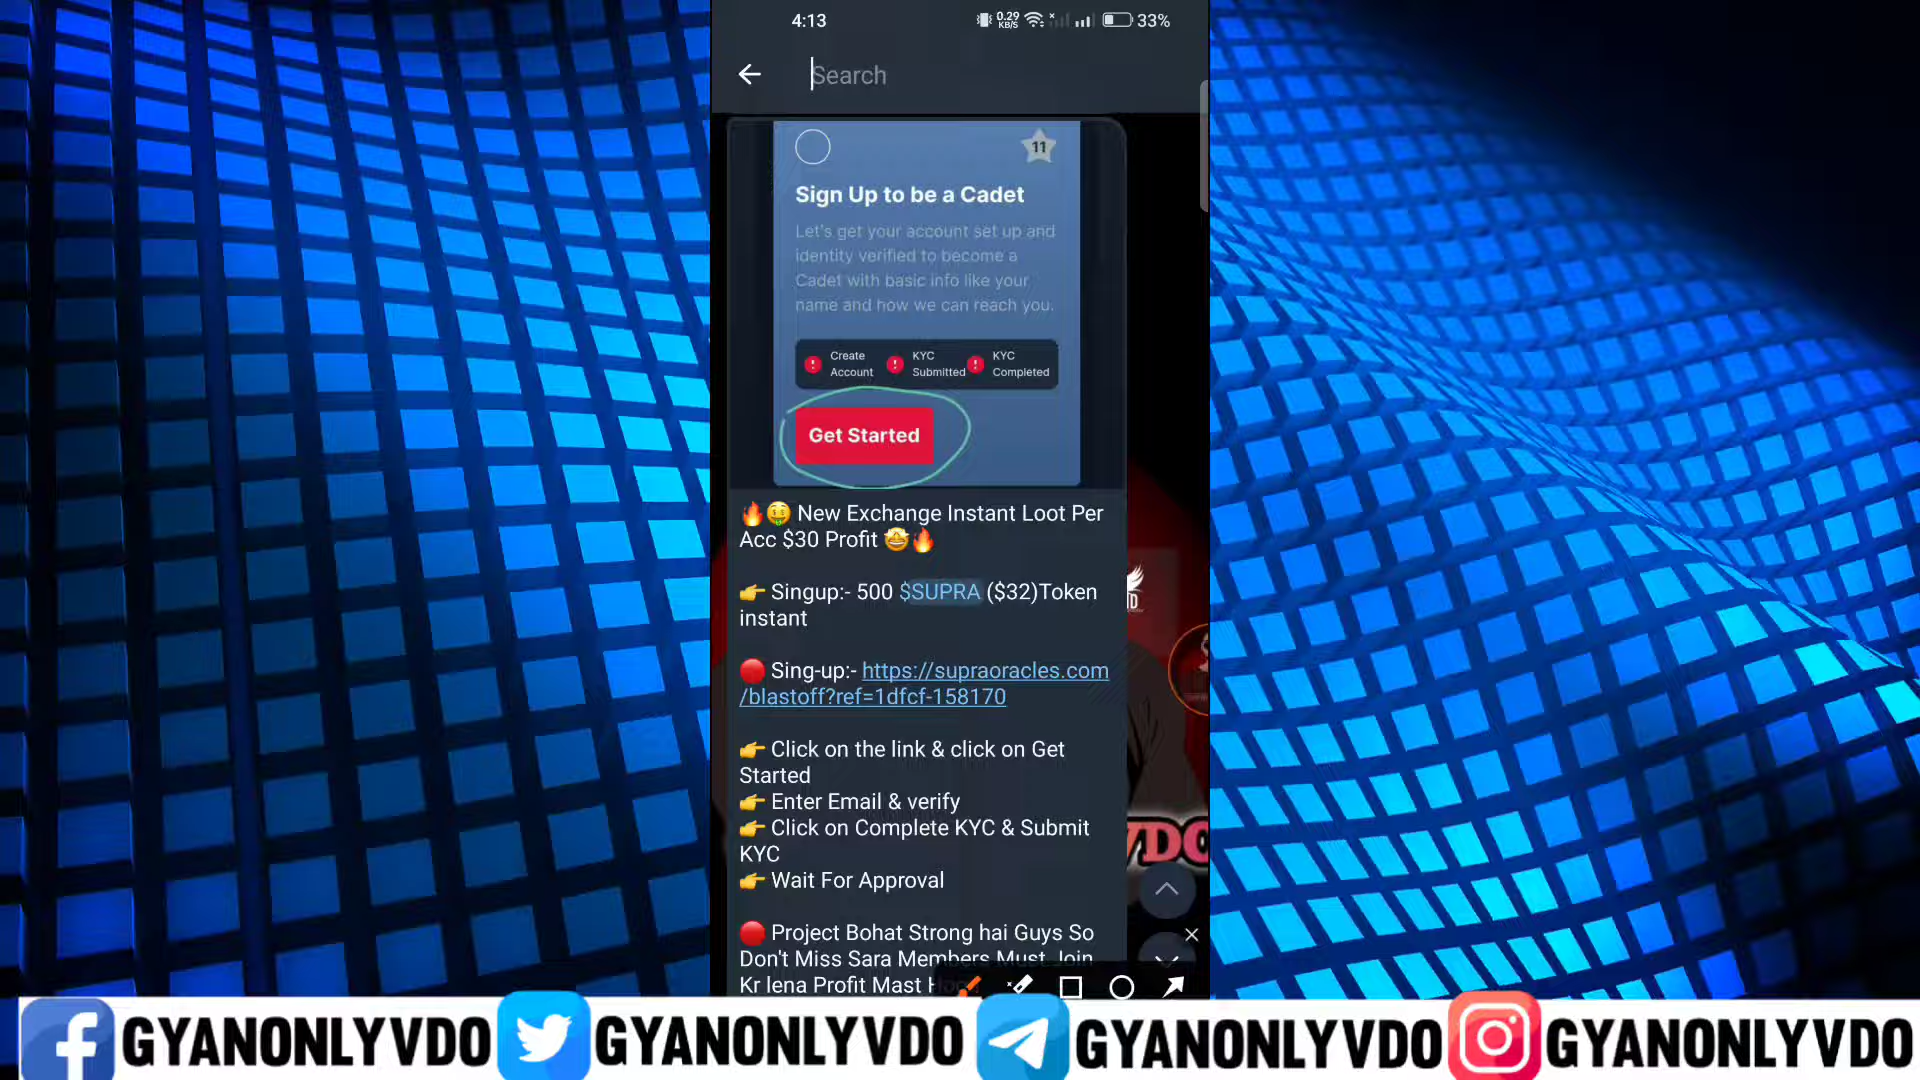 4:13
0.29
KB/S
33%
Search
11
Sign Up to be a Cadet
Let's get your account set up and
identity verified to become a
Cadet with basic info like your
name and how we can reach you.
Create
Account
KYC
Submitted
KYC
Completed
Get Started
🔥🤑 New Exchange Instant Loot Per
Acc $30 Profit 🤩🔥
👉 Singup:- 500 $SUPRA ($32)Token
instant
🔴 Sing-up:- https://supraoracles.com
/blastoff?ref=1dfcf-158170
👉 Click on the link & click on Get
Started
👉 Enter Email & verify
👉 Click on Complete KYC & Submit
KYC
👉 Wait For Approval
🔴 Project Bohat Strong hai Guys So
Don't Miss Sara Members Must Join
Kr lena Profit Mast
GYANONLYVDO
GYANONLYVDO
GYANONLYVDO
GYANONLYVDO